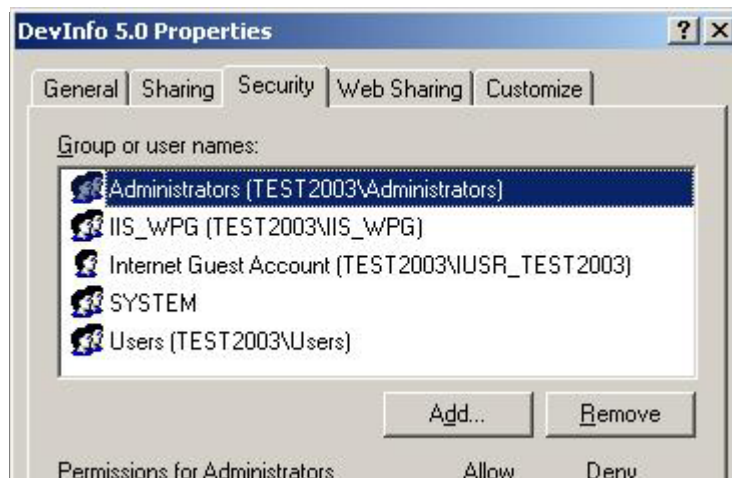 DevInfo 5.0 Properties
General Sharing Security Web Sharing Customize
Group or user names:
Administrators (TEST2003\Administrators)
IIS_WPG (TEST2003\IIS_WPG)
Internet Guest Account (TEST2003\IUSR_TEST2003)
SYSTEM
Users (TEST2003\Users)
Add... Remove
Permissions for Administrators Allow Deny